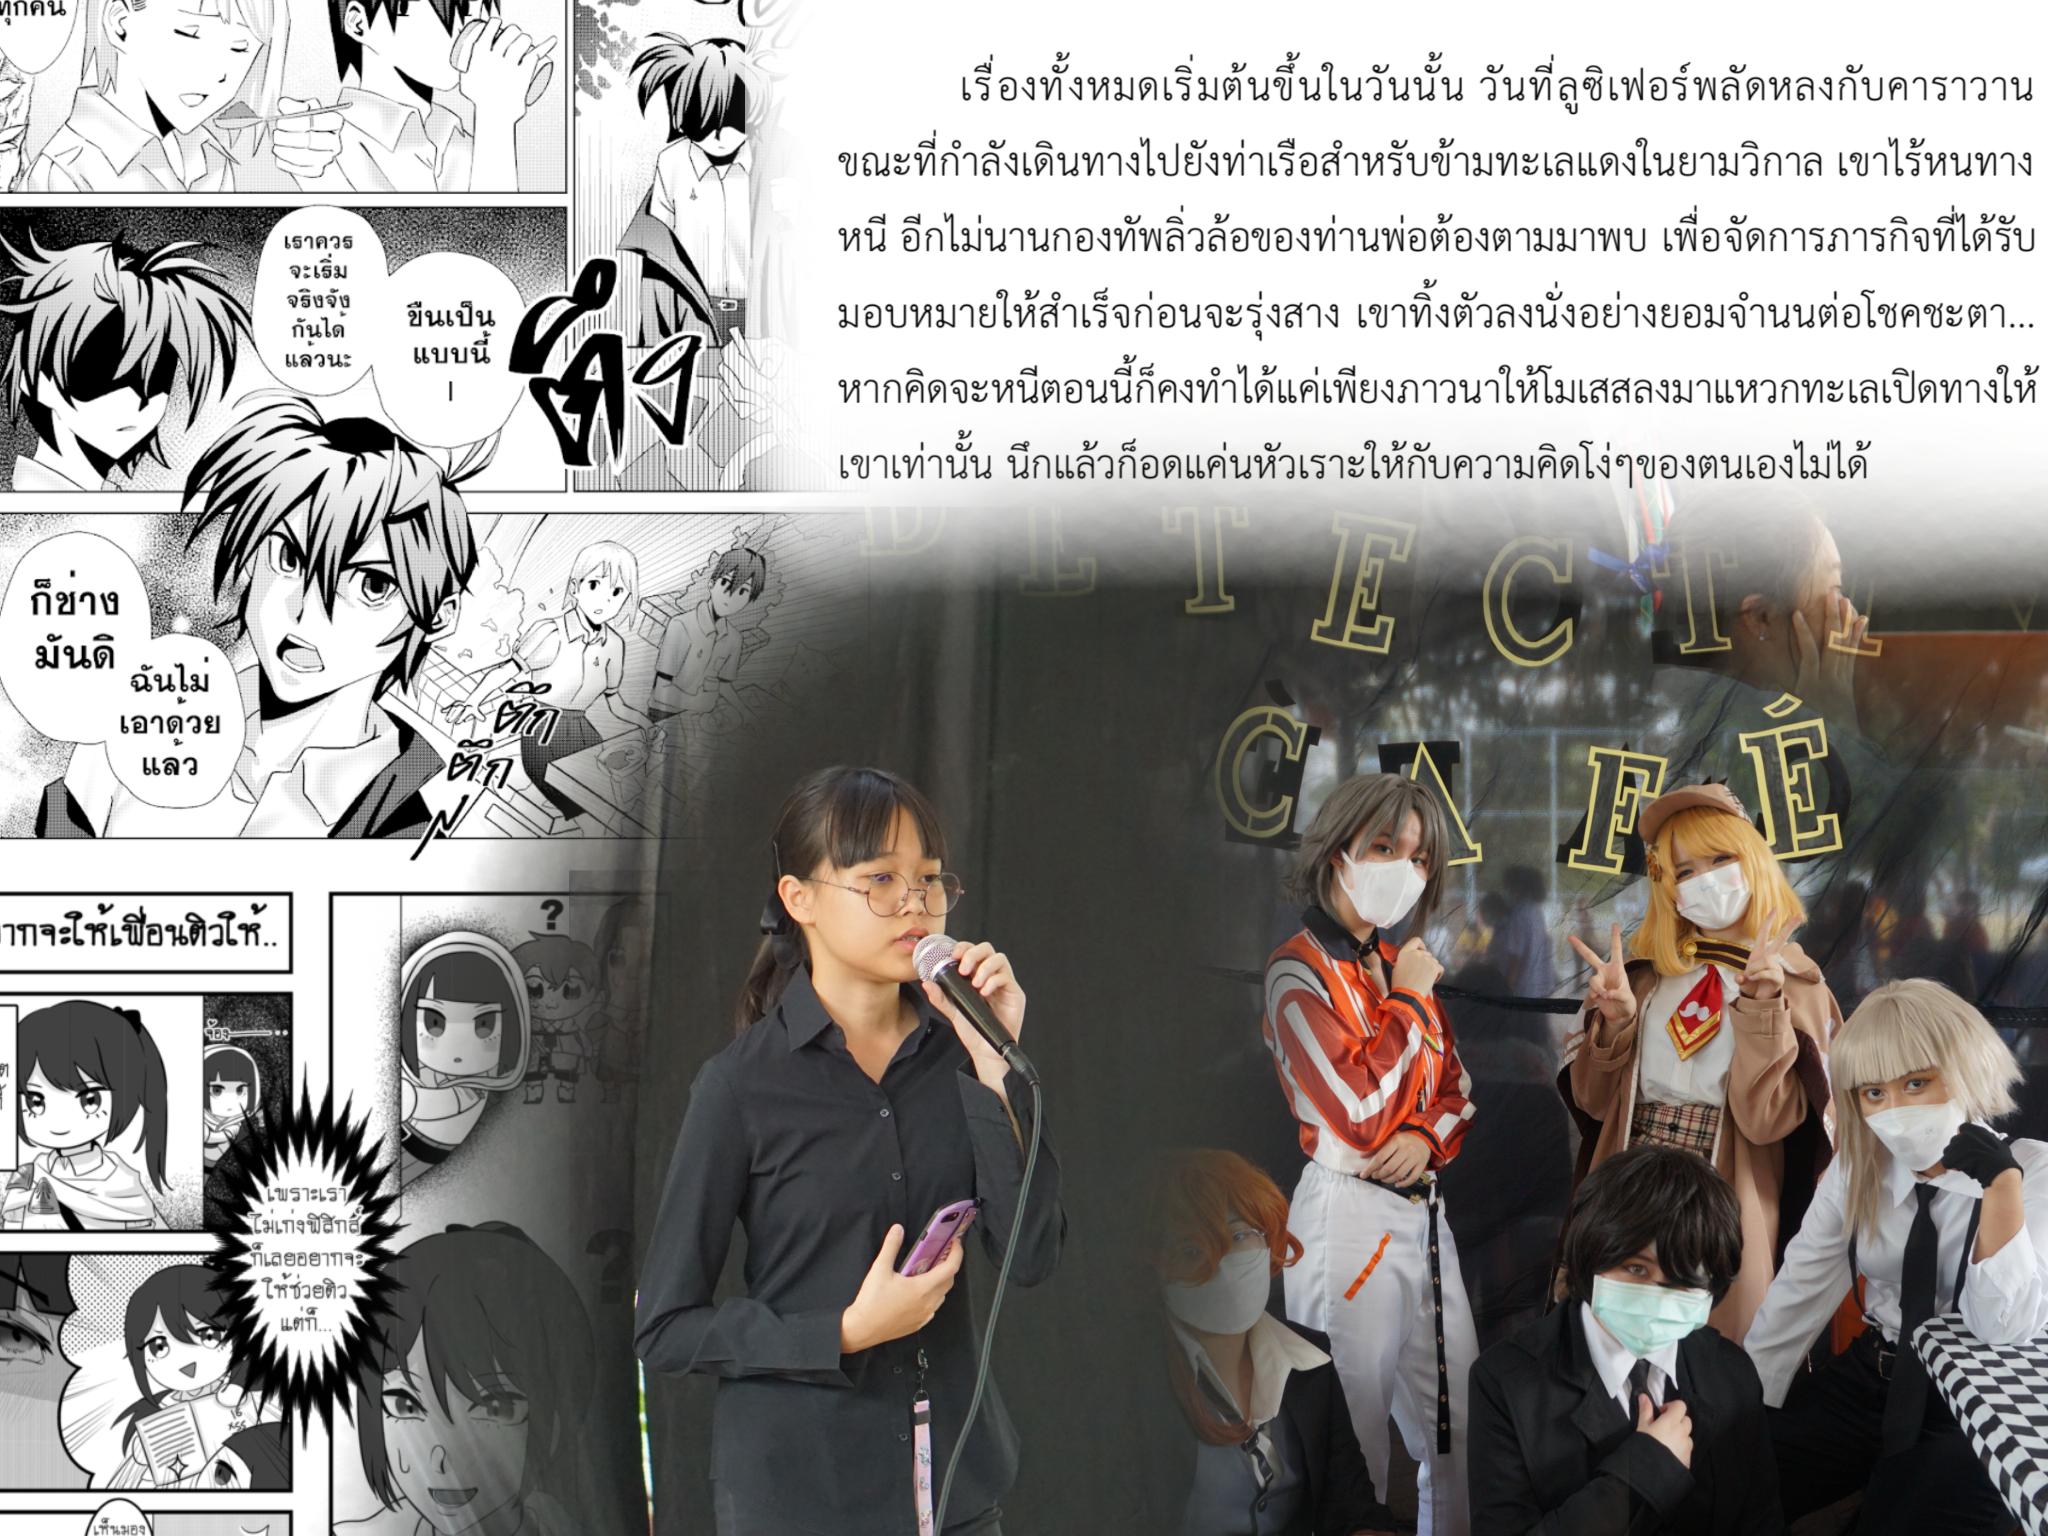 ทุกคน
เราควร
จะเริ่ม
จริงจัง
กันได้
แล้วนะ
ขืนเป็น
แบบนี้
ก็ช่าง
มันดิ
ฉันไม่
เอาด้วย
แล้ว
ตึก
ตึก
เรื่องทั้งหมดเริ่มต้นขึ้นในวันนั้น วันที่ลูซิเฟอร์พลัดหลงกับคาราวาน
ขณะที่กำลังเดินทางไปยังท่าเรือสำหรับข้ามทะเลแดงในยามวิกาล เขาไร้หนทาง
หนี อีกไม่นานกองทัพลิ่วล้อของท่านพ่อต้องตามมาพบ เพื่อจัดการภารกิจที่ได้รับ
มอบหมายให้สำเร็จก่อนจะรุ่งสาง เขาทิ้งตัวลงนั่งอย่างยอมจำนนต่อโชคชะตา...
หากคิดจะหนีตอนนี้ก็คงทำได้แค่เพียงภาวนาให้โมเสสลงมาแหวกทะเลเปิดทางให้
เขาเท่านั้น นึกแล้วก็อดแค่นหัวเราะให้กับความคิดโง่ๆของตนเองไม่ได้
DETECTIV
CAFÉ
ากจะให้เพื่อนติวให้..
?
จ้อง
เพราะเรา
ไม่เก่งฟิสิกส์
ก็เลยอยากจะ
ให้ช่วยติว
แต่ก็...
?
เห็นมอง